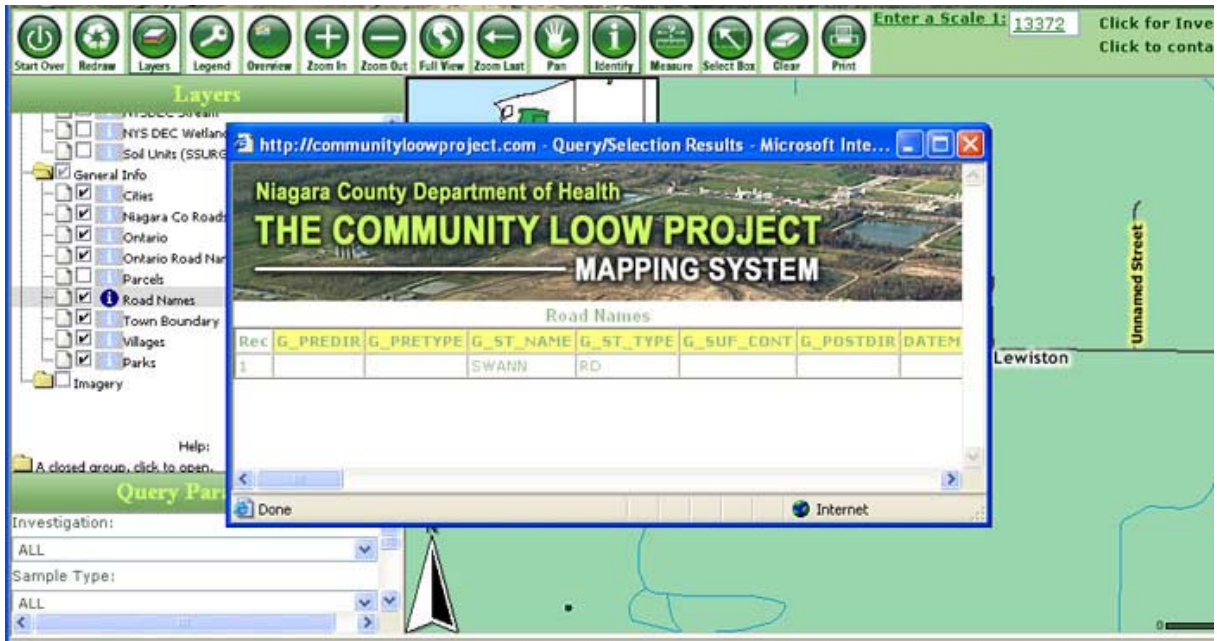 Enter a Scale 1: 13372
Click for Inve
Click to conta
Start Over Redraw Layers Legend Overview Zoom In Zoom Out Full View Zoom Last Pan Identify Measure Select Box Clear Print
Layers
NYSDEC Stream
NYS DEC Wetlan
Soil Units (SSURG
General Info
Cities
Niagara Co Roads
Ontario
Ontario Road Nar
Parcels
Road Names
Town Boundary
Villages
Parks
Imagery
Help:
A closed group, click to open.
Query Par
Investigation:
ALL
Sample Type:
ALL
http://communityloowproject.com - Query/Selection Results - Microsoft Inte...
Niagara County Department of Health
THE COMMUNITY LOOW PROJECT
MAPPING SYSTEM
Road Names
Rec G_PREDIR G_PRETYPE G_ST_NAME G_ST_TYPE G_SUF_CONT G_POSTDIR DATEM
1 SWANN RD
Done
Internet
Unnamed Street
Lewiston
N
0